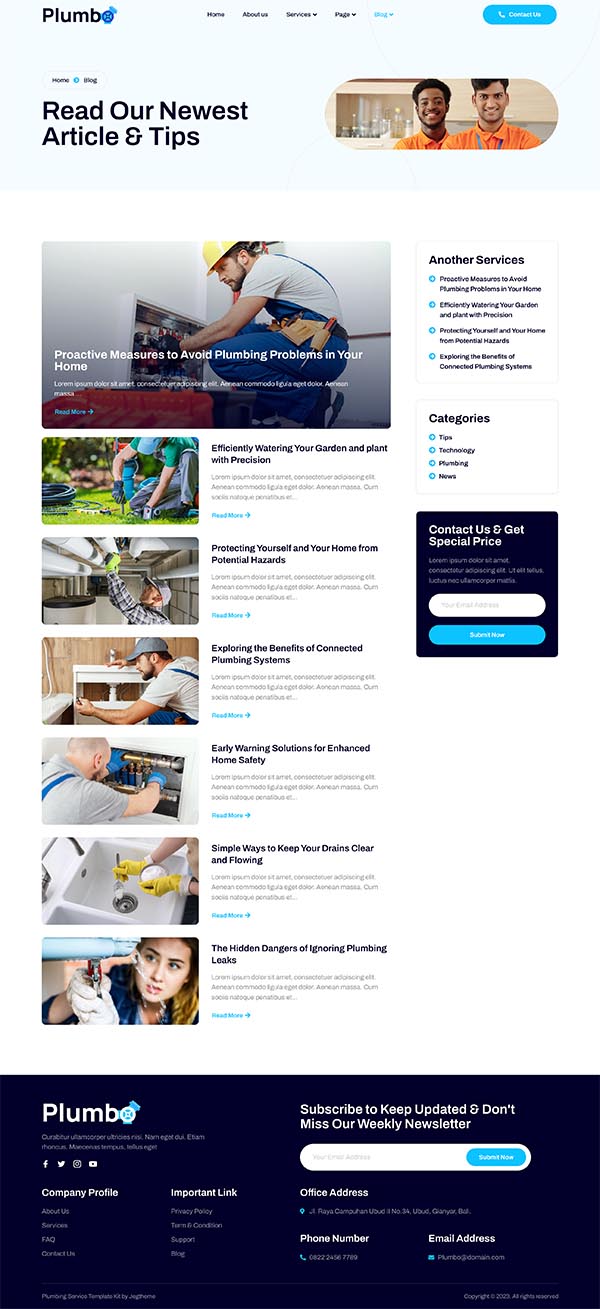 Plumbo
Home About us Services Page Blog Contact Us
Home Blog
Read Our Newest
Article & Tips
Proactive Measures to Avoid Plumbing Problems in Your
Home
Lorem ipsum dolor sit amet, consectetuer adipiscing elit. Aenean commodo ligula eget dolor. Aenean
massa ...
Read More
Efficiently Watering Your Garden and plant
with Precision
Lorem ipsum dolor sit amet, consectetuer adipiscing elit.
Aenean commodo ligula eget dolor. Aenean massa. Cum
sociis natoque penatibus et...
Read More
Protecting Yourself and Your Home from
Potential Hazards
Lorem ipsum dolor sit amet, consectetuer adipiscing elit.
Aenean commodo ligula eget dolor. Aenean massa. Cum
sociis natoque penatibus et...
Read More
Exploring the Benefits of Connected
Plumbing Systems
Lorem ipsum dolor sit amet, consectetuer adipiscing elit.
Aenean commodo ligula eget dolor. Aenean massa. Cum
sociis natoque penatibus et...
Read More
Early Warning Solutions for Enhanced
Home Safety
Lorem ipsum dolor sit amet, consectetuer adipiscing elit.
Aenean commodo ligula eget dolor. Aenean massa. Cum
sociis natoque penatibus et...
Read More
Simple Ways to Keep Your Drains Clear
and Flowing
Lorem ipsum dolor sit amet, consectetuer adipiscing elit.
Aenean commodo ligula eget dolor. Aenean massa. Cum
sociis natoque penatibus et...
Read More
The Hidden Dangers of Ignoring Plumbing
Leaks
Lorem ipsum dolor sit amet, consectetuer adipiscing elit.
Aenean commodo ligula eget dolor. Aenean massa. Cum
sociis natoque penatibus et...
Read More
Another Services
Proactive Measures to Avoid
Plumbing Problems in Your Home
Efficiently Watering Your Garden
and plant with Precision
Protecting Yourself and Your Home
from Potential Hazards
Exploring the Benefits of
Connected Plumbing Systems
Categories
Tips
Technology
Plumbing
News
Contact Us & Get
Special Price
Lorem ipsum dolor sit amet,
consectetur adipiscing elit. Ut elit tellus,
luctus nec ullamcorper mattis.
Your Email Address
Submit Now
Plumbo
Curabitur ullamcorper ultricies nisi. Nam eget dui. Etiam
rhoncus. Maecenas tempus, tellus eget
Company Profile
About Us
Services
FAQ
Contact Us
Important Link
Privacy Policy
Term & Condition
Support
Blog
Subscribe to Keep Updated & Don't
Miss Our Weekly Newsletter
Your Email Address
Submit Now
Office Address
Jl. Raya Campuhan Ubud II No.34, Ubud, Gianyar, Bali.
Phone Number
0822 2456 7789
Email Address
Plumbo@domain.com
Plumbing Service Template Kit by Jegtheme
Copyright © 2023. All rights reserved